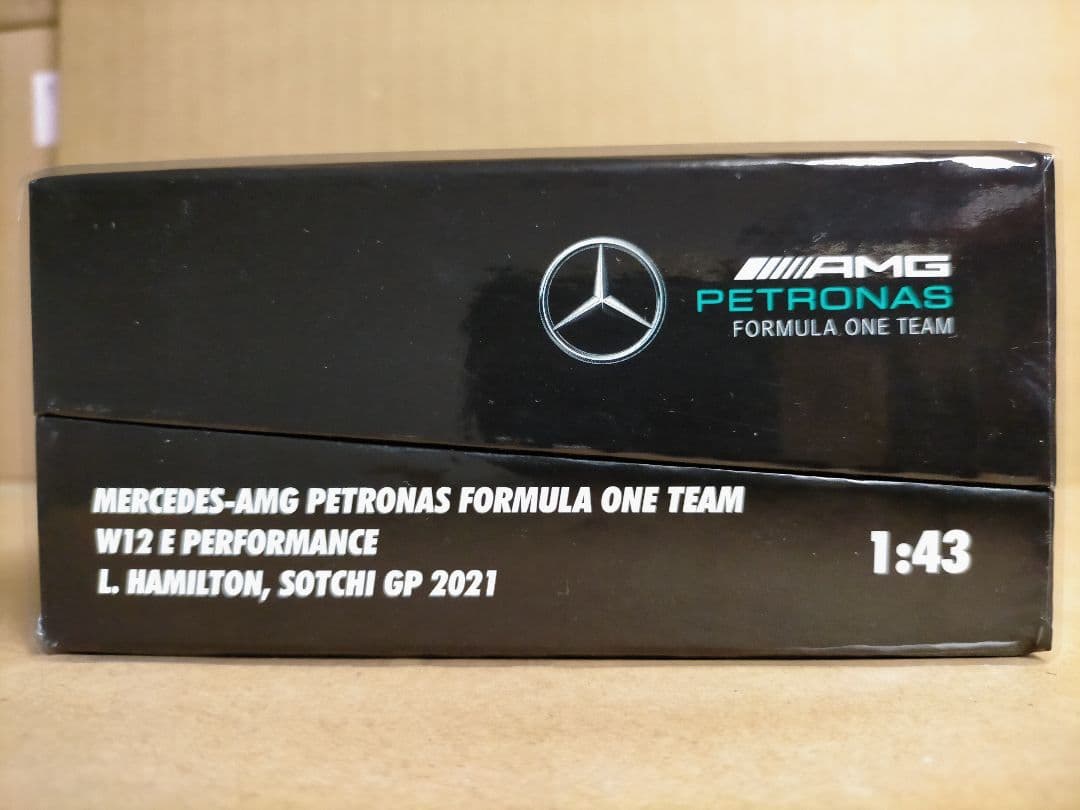 AMG
PETRONAS
FORMULA ONE TEAM
MERCEDES-AMG PETRONAS FORMULA ONE TEAM
W12 E PERFORMANCE
L. HAMILTON, SOTCHI GP 2021
1:43